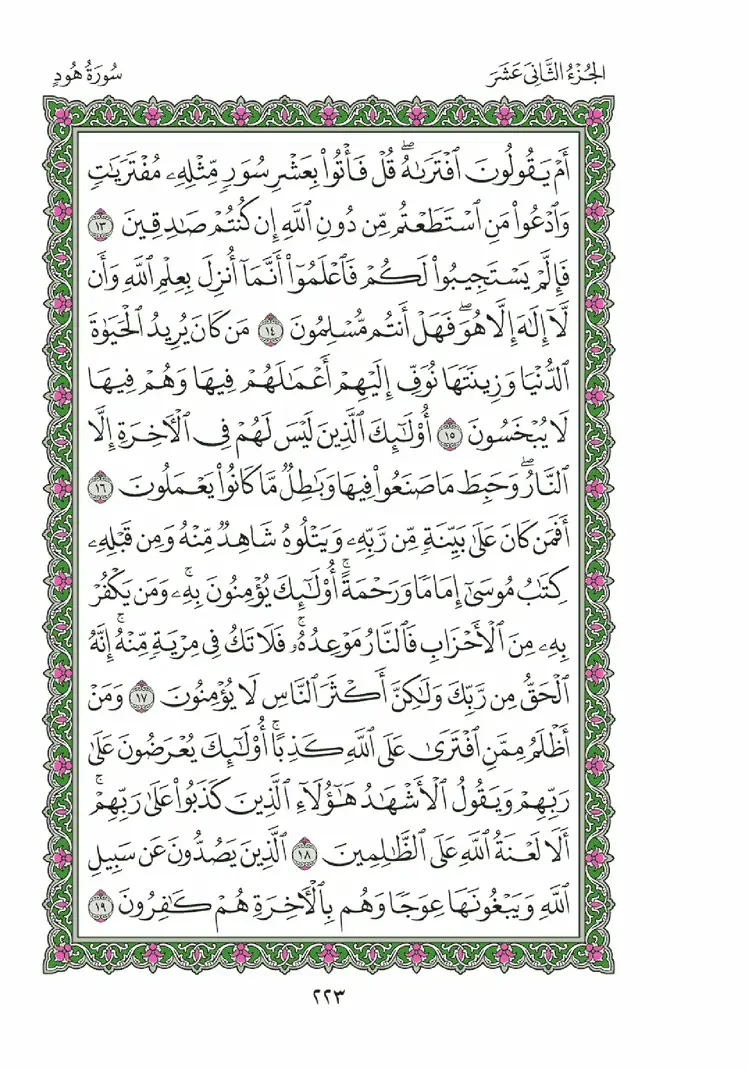 الجُزْءُ الثَّانِيَ عَشَرَ
سُورَةُ هُودٍ
أَمْ يَقُولُونَ ٱفْتَرَىٰهُۖ قُلْ فَأْتُوا۟ بِعَشْرِ سُوَرٍ مِّثْلِهِۦ مُفْتَرَيَٰتٍ
وَٱدْعُوا۟ مَنِ ٱسْتَطَعْتُم مِّن دُونِ ٱللَّهِ إِن كُنتُمْ صَٰدِقِينَ ١٣
فَإِلَّمْ يَسْتَجِيبُوا۟ لَكُمْ فَٱعْلَمُوٓا۟ أَنَّمَآ أُنزِلَ بِعِلْمِ ٱللَّهِ وَأَن
لَّآ إِلَٰهَ إِلَّا هُوَۖ فَهَلْ أَنتُم مُّسْلِمُونَ ١٤ مَن كَانَ يُرِيدُ ٱلْحَيَوٰةَ
ٱلدُّنْيَا وَزِينَتَهَا نُوَفِّ إِلَيْهِمْ أَعْمَٰلَهُمْ فِيهَا وَهُمْ فِيهَا
لَا يُبْخَسُونَ ١٥ أُو۟لَٰٓئِكَ ٱلَّذِينَ لَيْسَ لَهُمْ فِى ٱلْءَاخِرَةِ إِلَّا
ٱلنَّارُۖ وَحَبِطَ مَا صَنَعُوا۟ فِيهَا وَبَٰطِلٌ مَّا كَانُوا۟ يَعْمَلُونَ ١٦
أَفَمَن كَانَ عَلَىٰ بَيِّنَةٍ مِّن رَّبِّهِۦ وَيَتْلُوهُ شَاهِدٌ مِّنْهُ وَمِن قَبْلِهِۦ
كِتَٰبُ مُوسَىٰٓ إِمَامًا وَرَحْمَةًۚ أُو۟لَٰٓئِكَ يُؤْمِنُونَ بِهِۦۚ وَمَن يَكْفُرْ
بِهِۦ مِنَ ٱلْأَحْزَابِ فَٱلنَّارُ مَوْعِدُهُۥۚ فَلَا تَكُ فِى مِرْيَةٍ مِّنْهُۚ إِنَّهُ
ٱلْحَقُّ مِن رَّبِّكَ وَلَٰكِنَّ أَكْثَرَ ٱلنَّاسِ لَا يُؤْمِنُونَ ١٧ وَمَنْ
أَظْلَمُ مِمَّنِ ٱفْتَرَىٰ عَلَى ٱللَّهِ كَذِبًاۚ أُو۟لَٰٓئِكَ يُعْرَضُونَ عَلَىٰ
رَبِّهِمْ وَيَقُولُ ٱلْأَشْهَٰدُ هَٰٓؤُلَآءِ ٱلَّذِينَ كَذَبُوا۟ عَلَىٰ رَبِّهِمْۚ
أَلَا لَعْنَةُ ٱللَّهِ عَلَى ٱلظَّٰلِمِينَ ١٨ ٱلَّذِينَ يَصُدُّونَ عَن سَبِيلِ
ٱللَّهِ وَيَبْغُونَهَا عِوَجًا وَهُم بِٱلْءَاخِرَةِ هُمْ كَٰفِرُونَ ١٩
٢٢٣